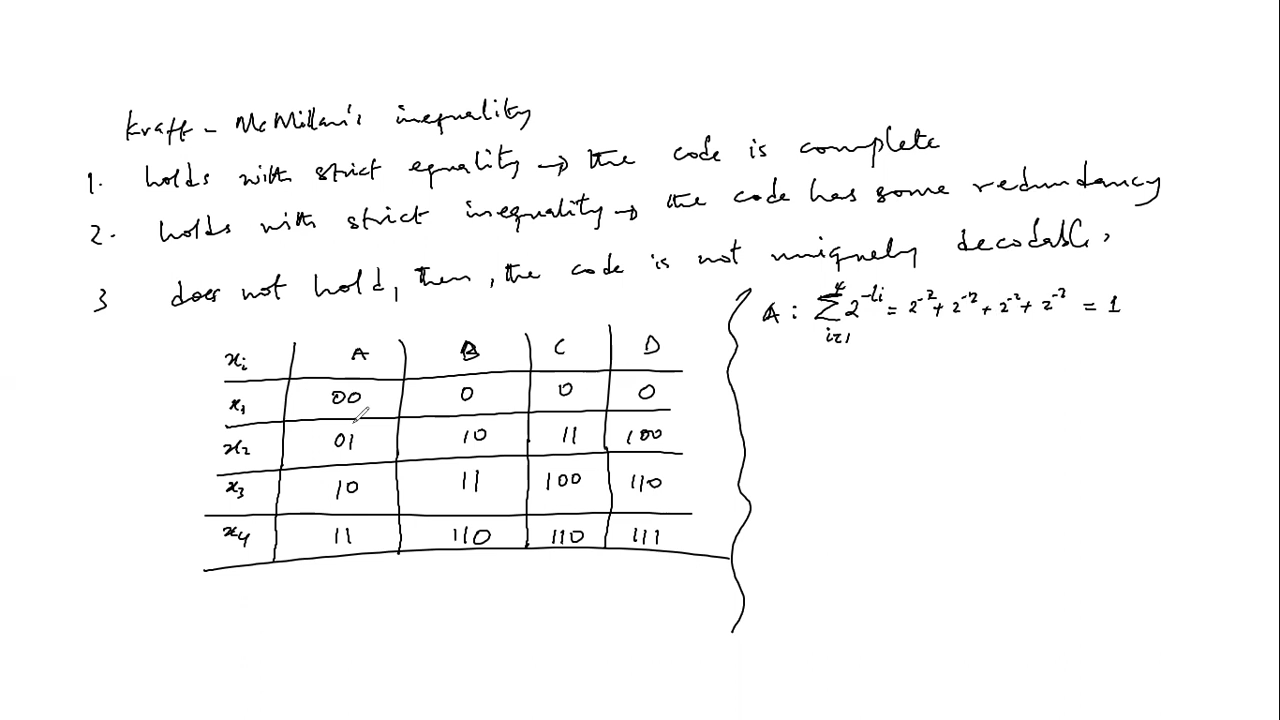 Kraff - McMillan's inequality
1. holds with strict equality → the code is complete
2. holds with strict inequality → the code has some redundancy
3 does not hold, then, the code is not uniquely decodable,
A : 4 Σ i=1 2^-li = 2^-2 + 2^-2 + 2^-2 + 2^-2 = 1
xi A B C D
x1 00 0 0 0
x2 01 10 11 100
x3 10 11 100 110
x4 11 110 110 111